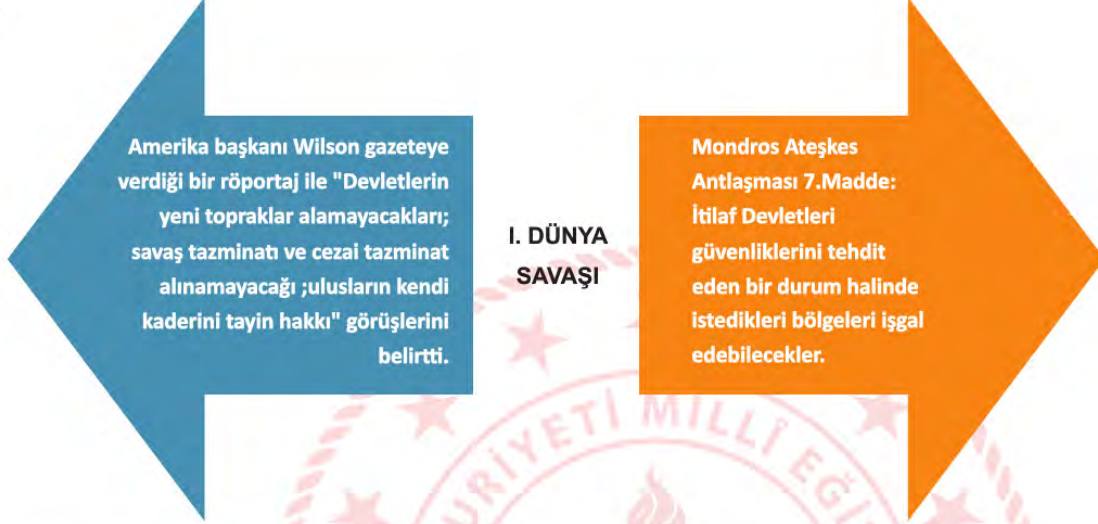 Amerika başkanı Wilson gazeteye
verdiği bir röportaj ile "Devletlerin
yeni topraklar alamayacakları;
savaş tazminatı ve cezai tazminat
alınamayacağı ;ulusların kendi
kaderini tayin hakkı" görüşlerini
belirtti.
I. DÜNYA
SAVAŞI
Mondros Ateşkes
Antlaşması 7.Madde:
İtilaf Devletleri
güvenliklerini tehdit
eden bir durum halinde
istedikleri bölgeleri işgal
edebilecekler.